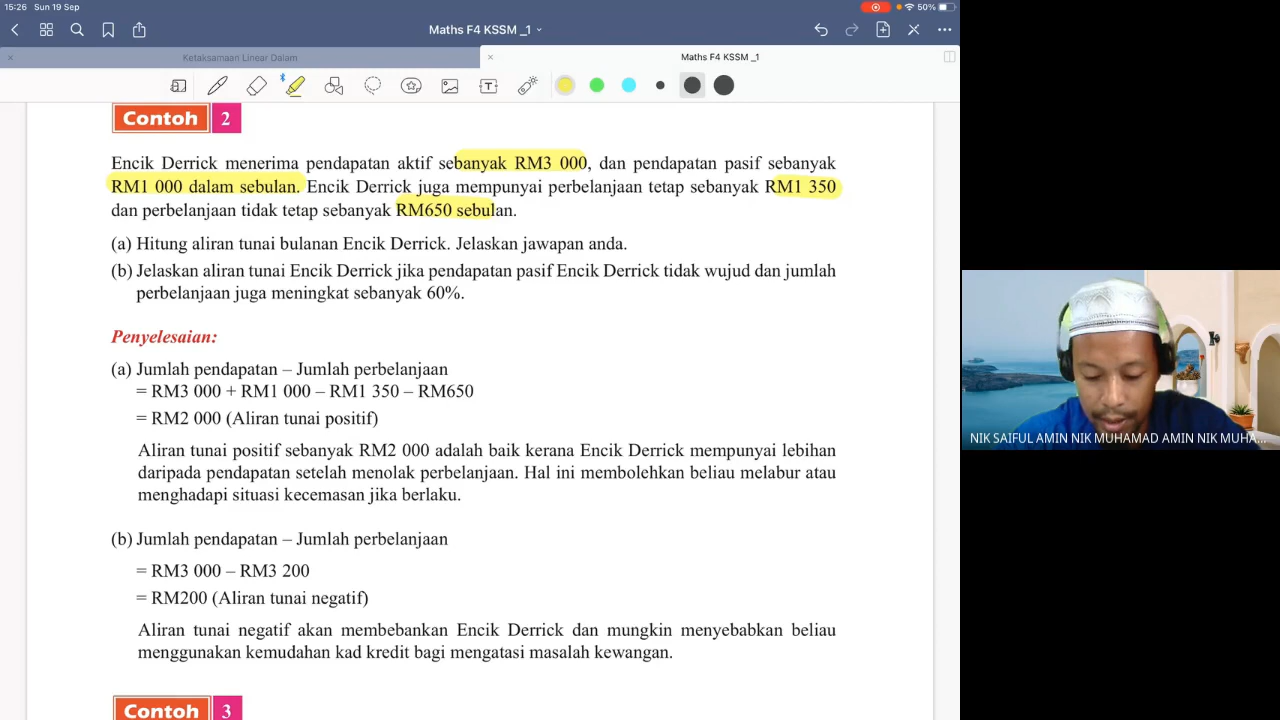 15:26 Sun 19 Sep
50%
Maths F4 KSSM _1
Ketaksamaan Linear Dalam
Maths F4 KSSM _1
Contoh 2
Encik Derrick menerima pendapatan aktif sebanyak RM3 000, dan pendapatan pasif sebanyak
RM1 000 dalam sebulan. Encik Derrick juga mempunyai perbelanjaan tetap sebanyak RM1 350
dan perbelanjaan tidak tetap sebanyak RM650 sebulan.
(a) Hitung aliran tunai bulanan Encik Derrick. Jelaskan jawapan anda.
(b) Jelaskan aliran tunai Encik Derrick jika pendapatan pasif Encik Derrick tidak wujud dan jumlah
perbelanjaan juga meningkat sebanyak 60%.
Penyelesaian:
(a) Jumlah pendapatan – Jumlah perbelanjaan
= RM3 000 + RM1 000 – RM1 350 – RM650
= RM2 000 (Aliran tunai positif)
Aliran tunai positif sebanyak RM2 000 adalah baik kerana Encik Derrick mempunyai lebihan
daripada pendapatan setelah menolak perbelanjaan. Hal ini membolehkan beliau melabur atau
menghadapi situasi kecemasan jika berlaku.
(b) Jumlah pendapatan – Jumlah perbelanjaan
= RM3 000 – RM3 200
= RM200 (Aliran tunai negatif)
Aliran tunai negatif akan membebankan Encik Derrick dan mungkin menyebabkan beliau
menggunakan kemudahan kad kredit bagi mengatasi masalah kewangan.
Contoh 3
NIK SAIFUL AMIN NIK MUHAMAD AMIN NIK MUHA...